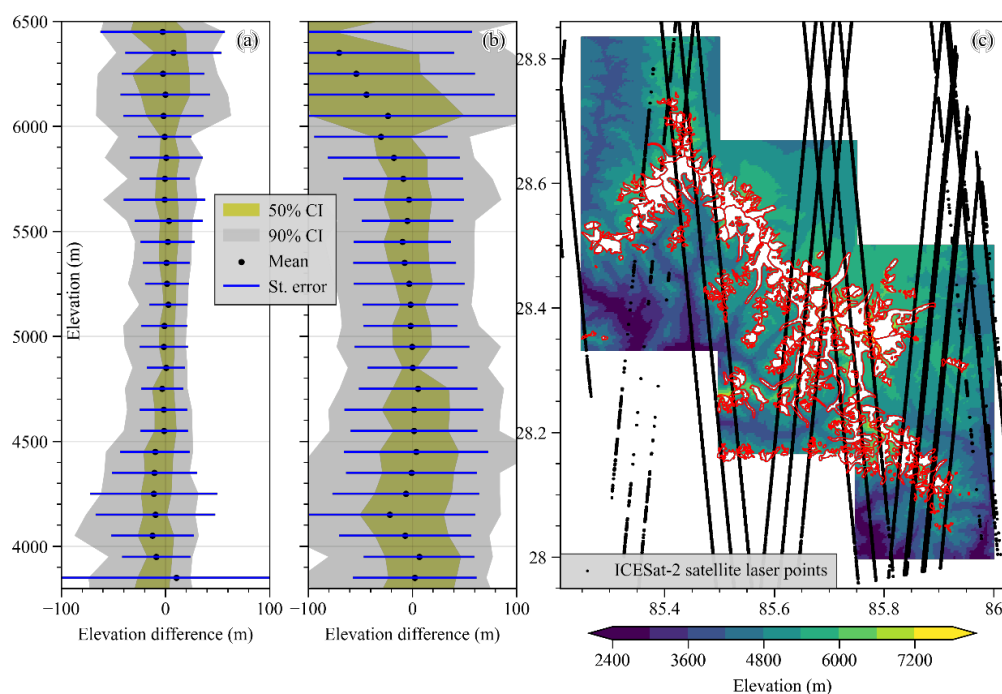 (a)
(b)
(c)
6500
6000
5500
5000
4500
4000
Elevation (m)
50% CI
90% CI
Mean
St. error
−100
0
100
Elevation difference (m)
−100
0
100
Elevation difference (m)
28.8
28.6
28.4
28.2
28
ICESat-2 satellite laser points
85.4
85.6
85.8
86
2400
3600
4800
6000
7200
Elevation (m)